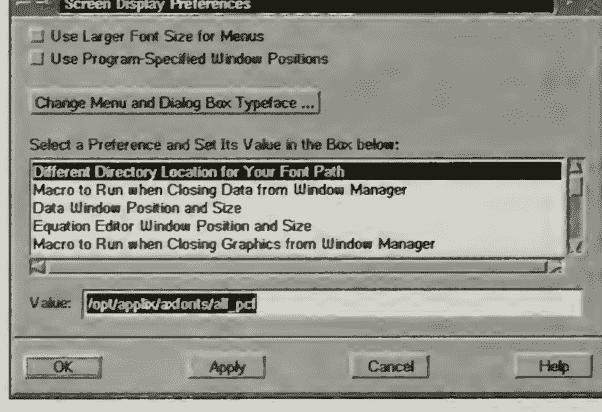 Screen Display Preferences
Use Larger Font Size for Menus
Use Program-Specified Window Positions
Change Menu and Dialog Box Typeface ...
Select a Preference and Set Its Value in the Box below:
Different Directory Location for Your Font Path
Macro to Run when Closing Data from Window Manager
Data Window Position and Size
Equation Editor Window Position and Size
Macro to Run when Closing Graphics from Window Manager
Value: /opt/applix/axfonts/all_pcf
OK Apply Cancel Help